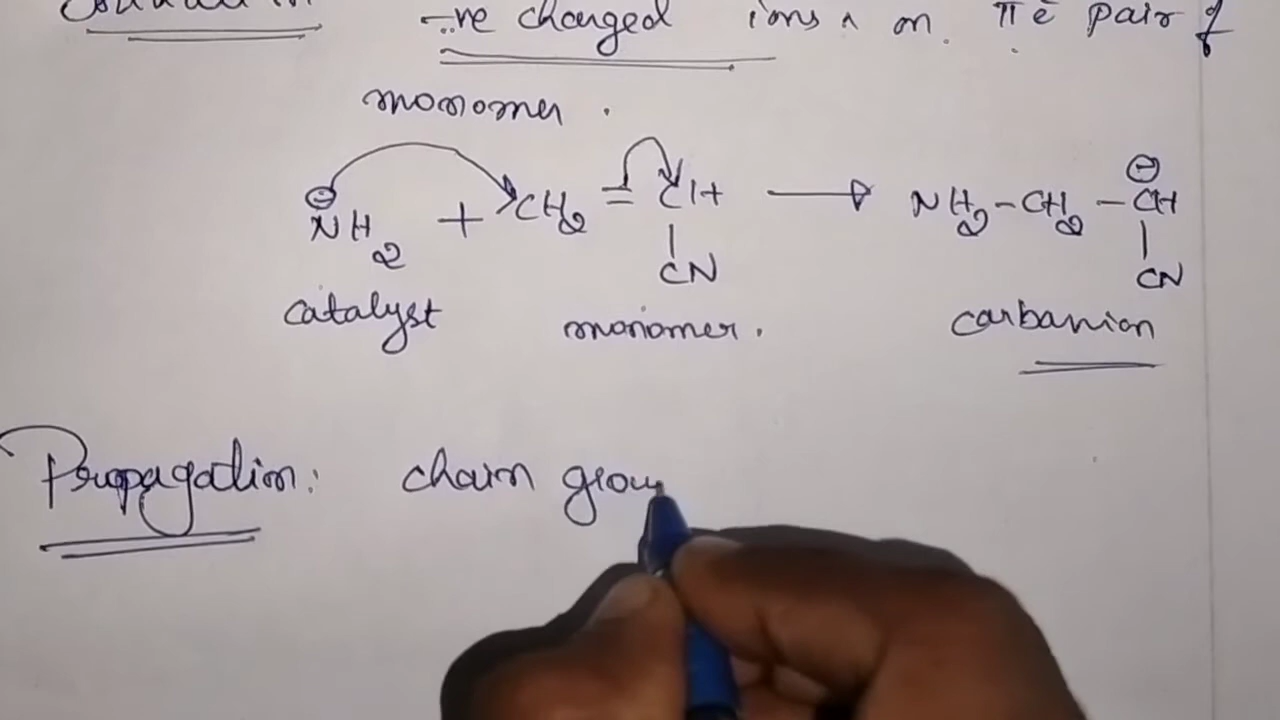 -ve charged ions ^ on πē pair of
monomer.
⊖NH2 + CH2 = CH ⟶ NH2-CH2-CH⊖
CN CN
catalyst monomer. carbanion
Propagation: chain grow